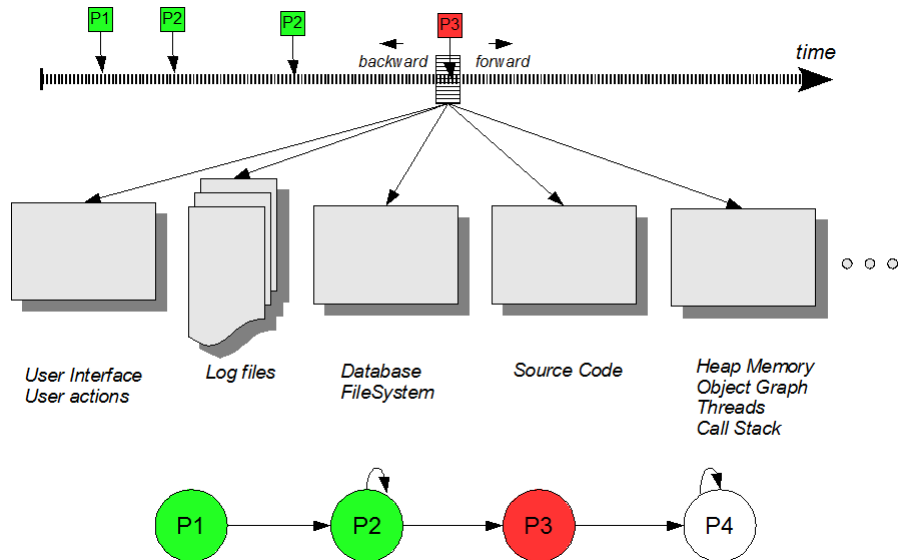 P1
P2
P2
P3
backward
forward
time
User Interface
User actions
Log files
Database
FileSystem
Source Code
Heap Memory
Object Graph
Threads
Call Stack
P1
P2
P3
P4